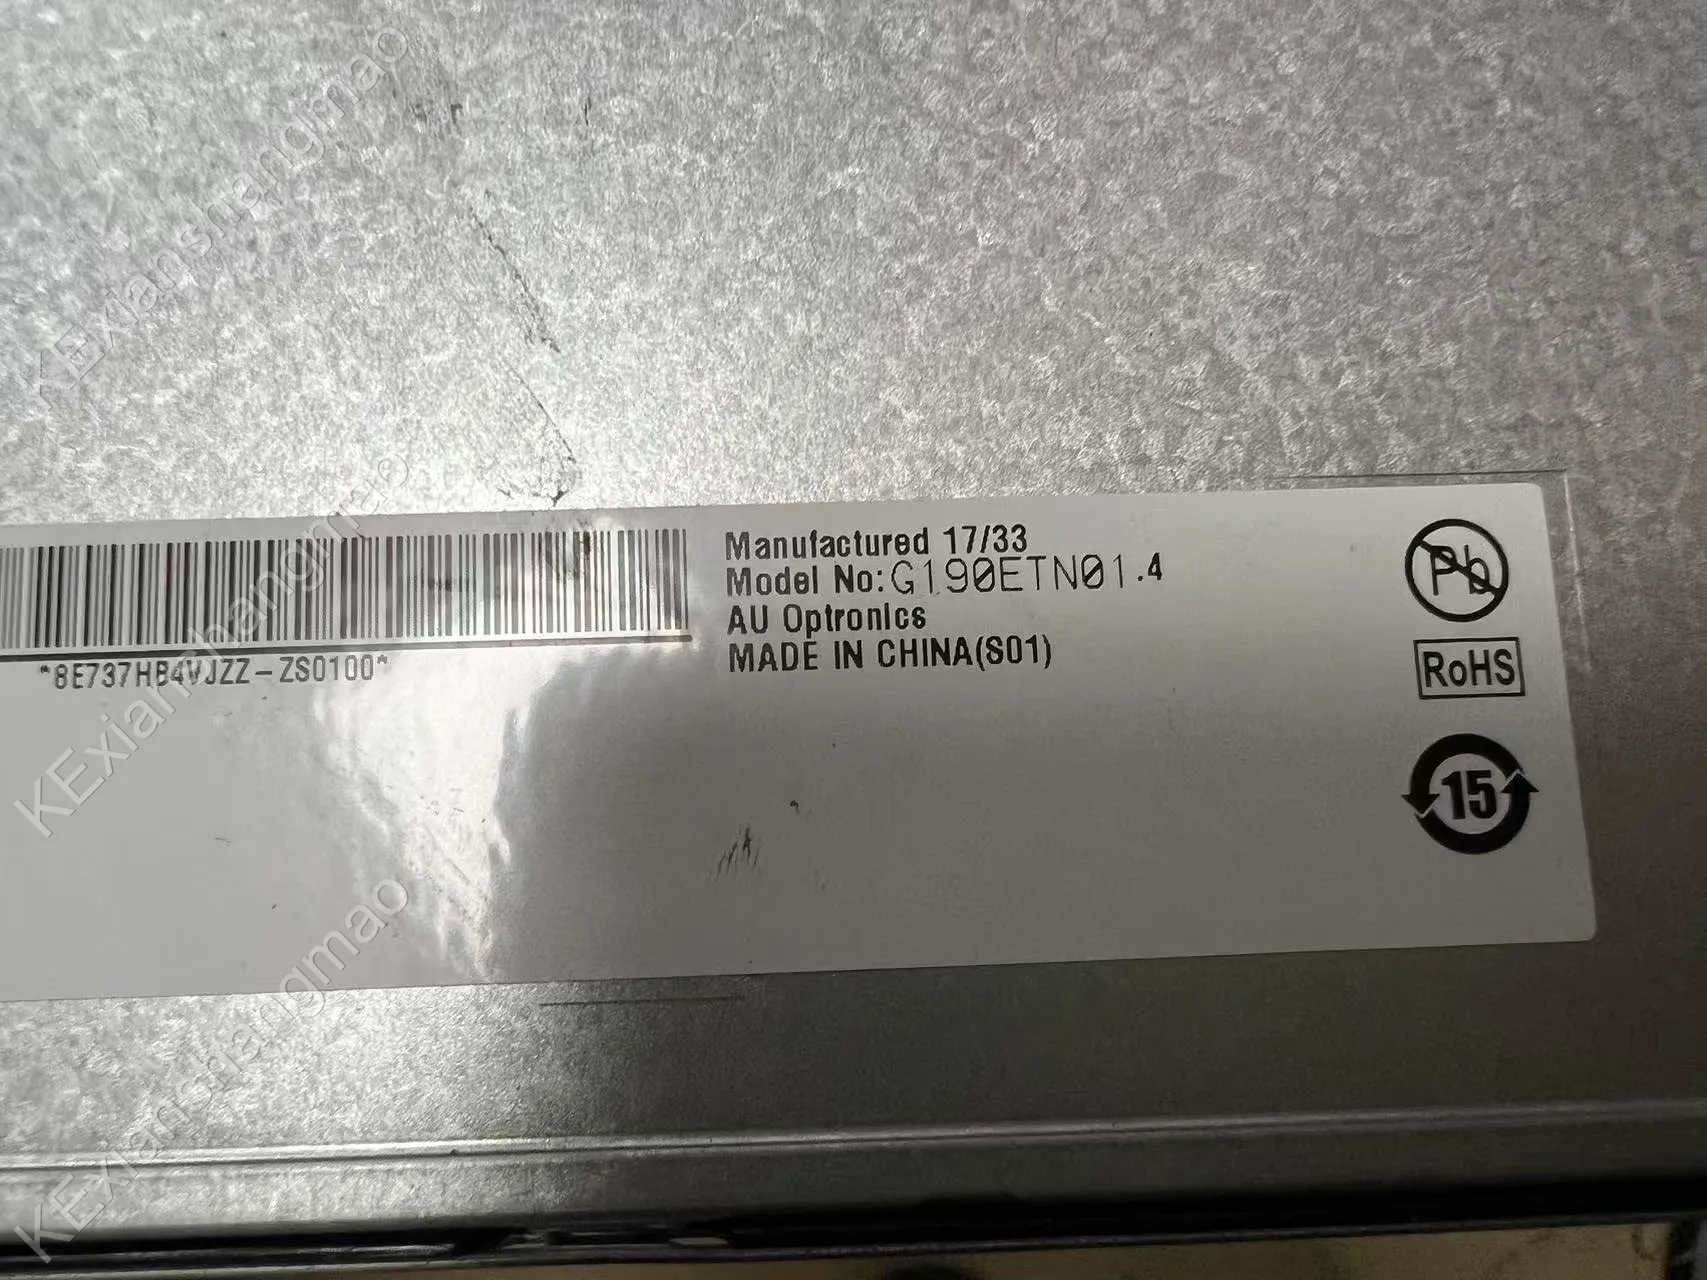 KExianshangmao
Manufactured 17/33
Model No:G190ETN01.4
AU Optronics
MADE IN CHINA(S01)
*8E737HB4VJZZ-ZS0100*
Pb
RoHS
15
KExianshangmao
KExianshangmao